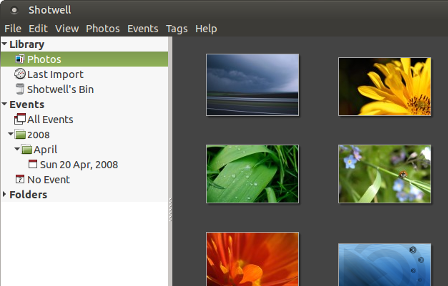 Shotwell
File Edit View Photos Events Tags Help
Library
Photos
Last Import
Shotwell's Bin
Events
All Events
2008
April
Sun 20 Apr, 2008
No Event
Folders